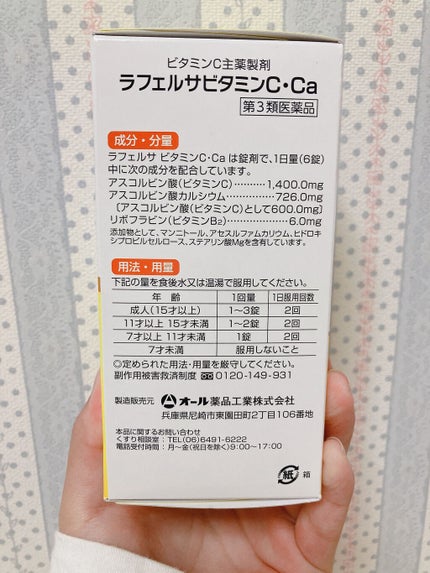 ビタミンC主薬製剤
ラフェルサビタミンC・Ca
第3類医薬品
成分・分量
ラフェルサ ビタミンC・Ca は錠剤で、1日量(6錠)
中に次の成分を配合しています。
アスコルビン酸(ビタミンC)…………1,400.0mg
アスコルビン酸カルシウム……………726.0mg
〔アスコルビン酸(ビタミンC)として600.0mg〕
リボフラビン(ビタミンB2)………………6.0mg
添加物として、マンニトール、アセスルファムカリウム、ヒドロキ
シプロピルセルロース、ステアリン酸Mgを含有しています。
用法・用量
下記の量を食後水又は温湯で服用してください。
年 齢 1回量 1日服用回数
成人(15才以上) 1〜3錠 2回
11才以上 15才未満 1〜2錠 2回
7才以上 11才未満 1錠 2回
7才未満 服用しないこと
◎定められた用法・用量を厳守してください。
副作用被害救済制度 0120-149-931
製造販売元 オール薬品工業株式会社
兵庫県尼崎市東園田町2丁目106番地
本品に関するお問い合わせ
くすり相談室:TEL(06)6491-6222
電話受付時間:月〜金(祝日を除く)9:00〜17:00
紙 箱